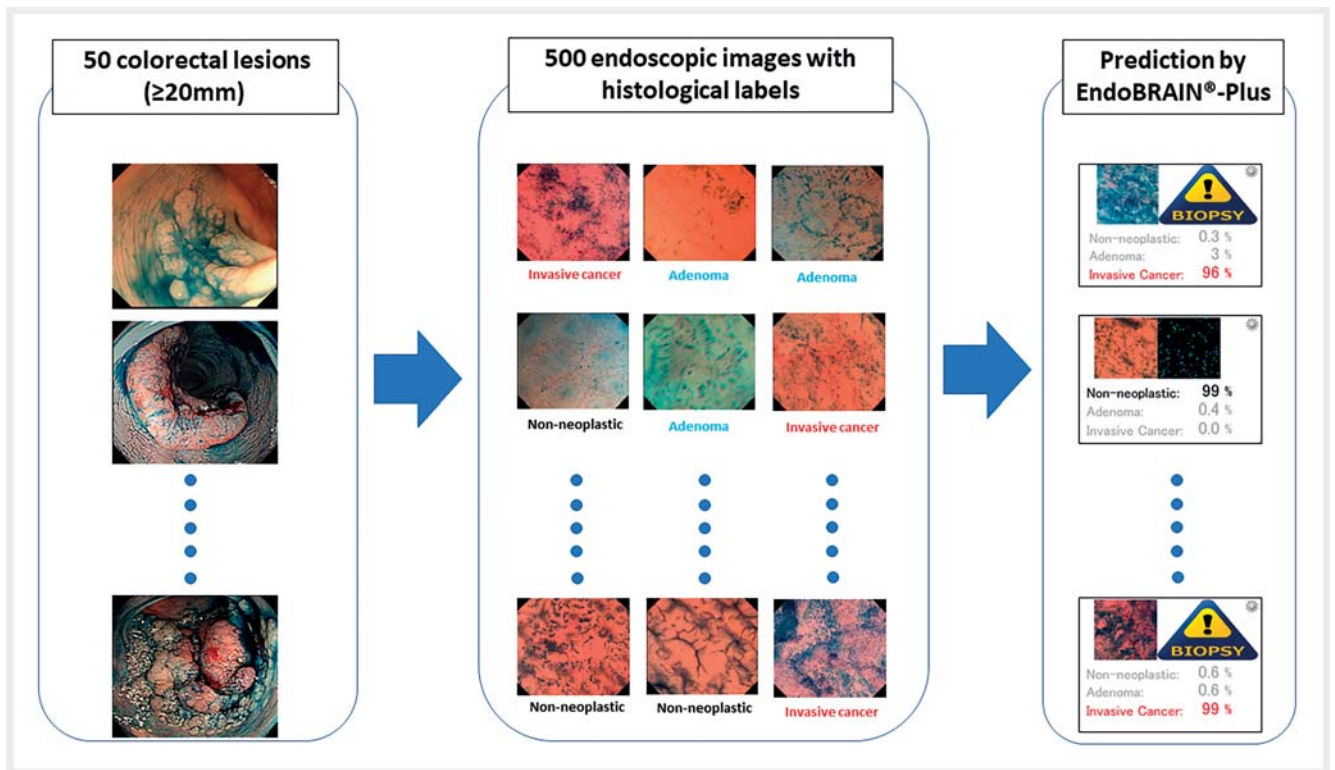 50 colorectal lesions
(≥20mm)
500 endoscopic images with
histological labels
Prediction by
EndoBRAIN®-Plus
Invasive cancer
Adenoma
Adenoma
Non-neoplastic
Adenoma
Invasive cancer
Non-neoplastic
Non-neoplastic
Invasive cancer
!
BIOPSY
Non-neoplastic: 0.3 %
Adenoma: 3 %
Invasive Cancer: 96 %
Non-neoplastic: 99 %
Adenoma: 0.4 %
Invasive Cancer: 0.0 %
!
BIOPSY
Non-neoplastic: 0.6 %
Adenoma: 0.6 %
Invasive Cancer: 99 %